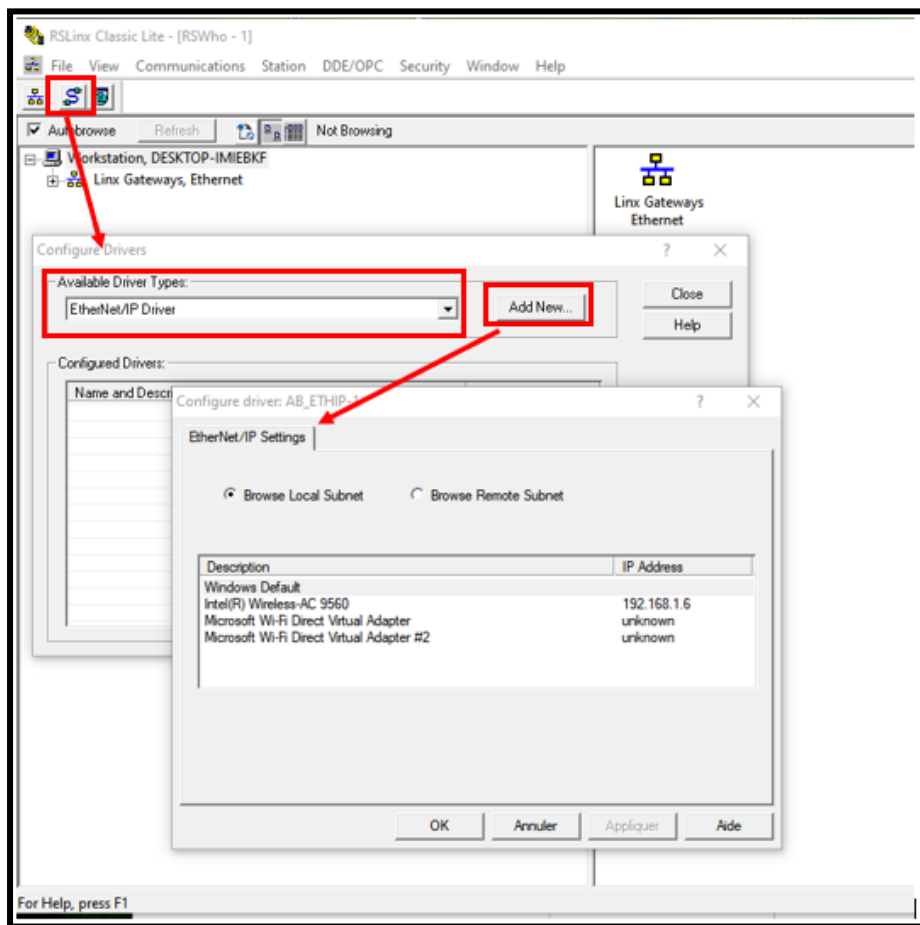 RSLinx Classic Lite - [RSWho - 1]
File View Communications Station DDE/OPC Security Window Help
Autobrowse Refresh Not Browsing
Workstation, DESKTOP-IMIEBKF
Linx Gateways, Ethernet
Linx Gateways
Ethernet
Configure Drivers ? X
Available Driver Types:
EtherNet/IP Driver Add New... Close
Help
Configured Drivers:
Name and Descr
Configure driver: AB_ETHIP-1 ? X
EtherNet/IP Settings
Browse Local Subnet Browse Remote Subnet
Description IP Address
Windows Default
Intel(R) Wireless-AC 9560 192.168.1.6
Microsoft Wi-Fi Direct Virtual Adapter unknown
Microsoft Wi-Fi Direct Virtual Adapter #2 unknown
OK Annuler Appliquer Aide
For Help, press F1